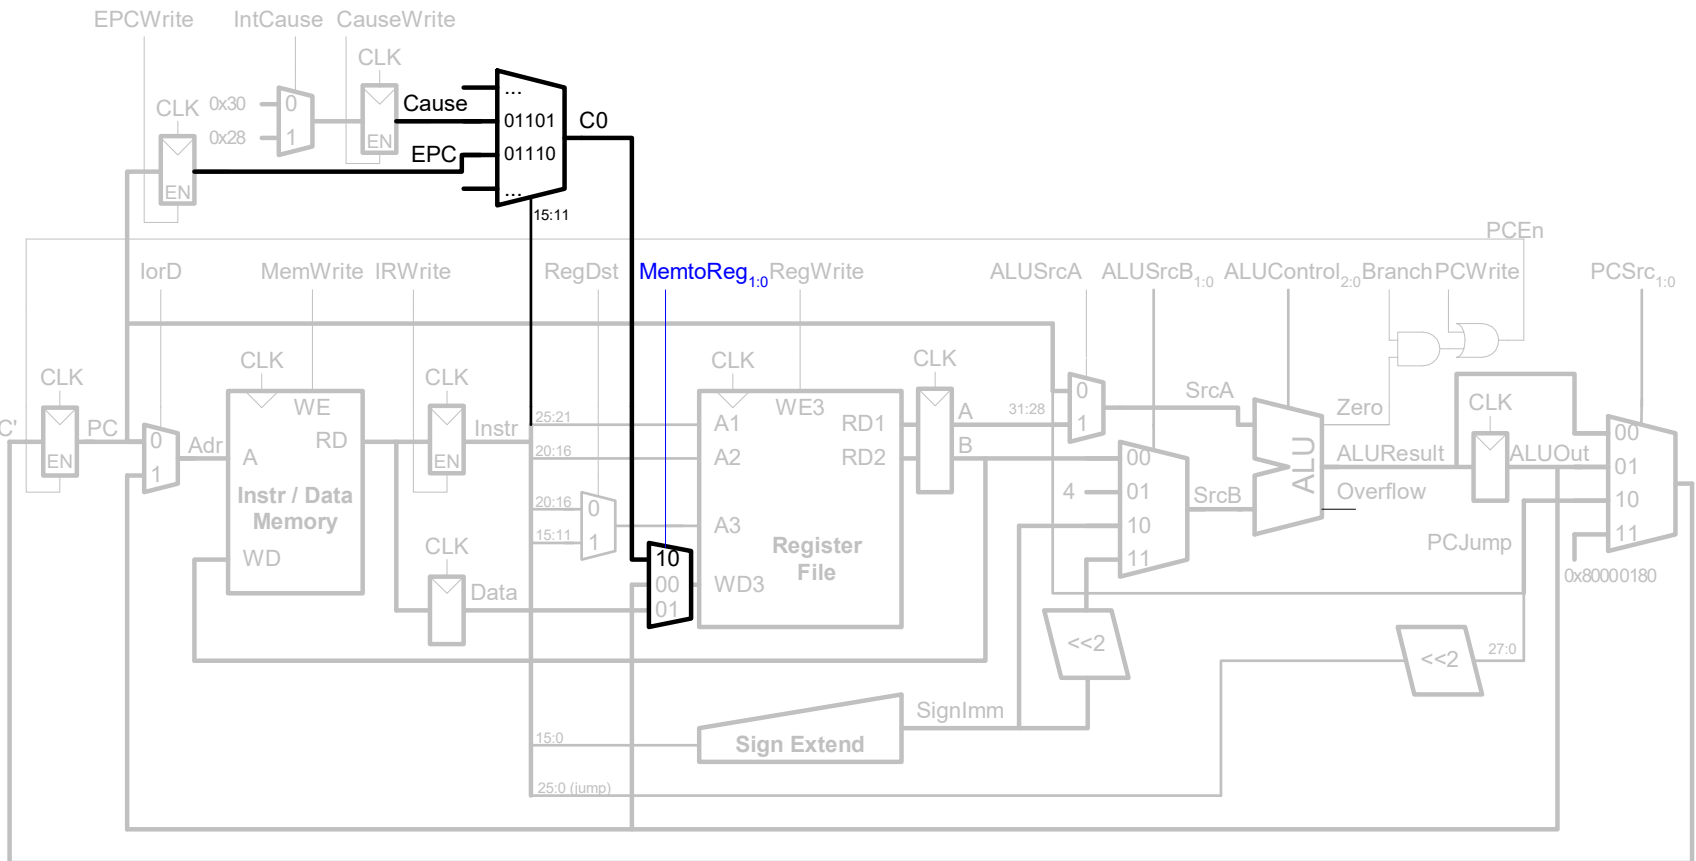 EPCWrite IntCause CauseWrite
CLK
CLK 0x30 0 Cause ... 
0x28 1 EN 01101 C0
EPC 01110
EN ...
15:11
PCEn
IorD MemWrite IRWrite RegDst MemtoReg1:0 RegWrite ALUSrcA ALUSrcB1:0 ALUControl2:0 Branch PCWrite PCSrc1:0
CLK CLK CLK CLK CLK
0 SrcA
WE WE3 A 31:28 Zero CLK
C' PC 0 RD Instr 25:21 A1 RD1 1 00
EN Adr A EN 20:16 A2 RD2 B 00 ALU ALUResult ALUOut 01
1 4 01 SrcB Overflow 10
Instr / Data
Memory
20:16 0 A3 10 11
15:11 1 Register
File
PCJump
WD CLK 10 11 0x80000180
Data 00 WD3
01
<<2 <<2 27:0
SignImm
15:0 Sign Extend
25:0 (jump)